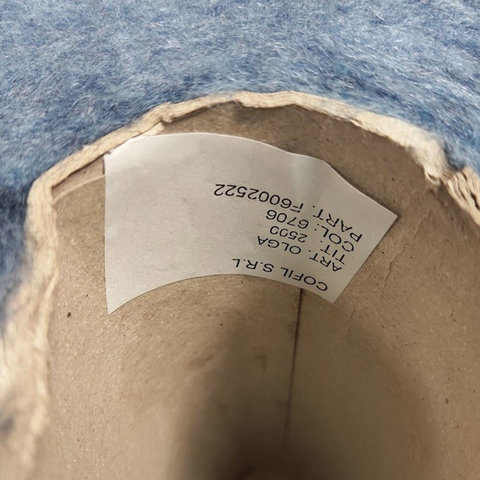 COFIL S.R.L
ART. OLGA
TIT. 2500
COL: 6706
PART. F6002522